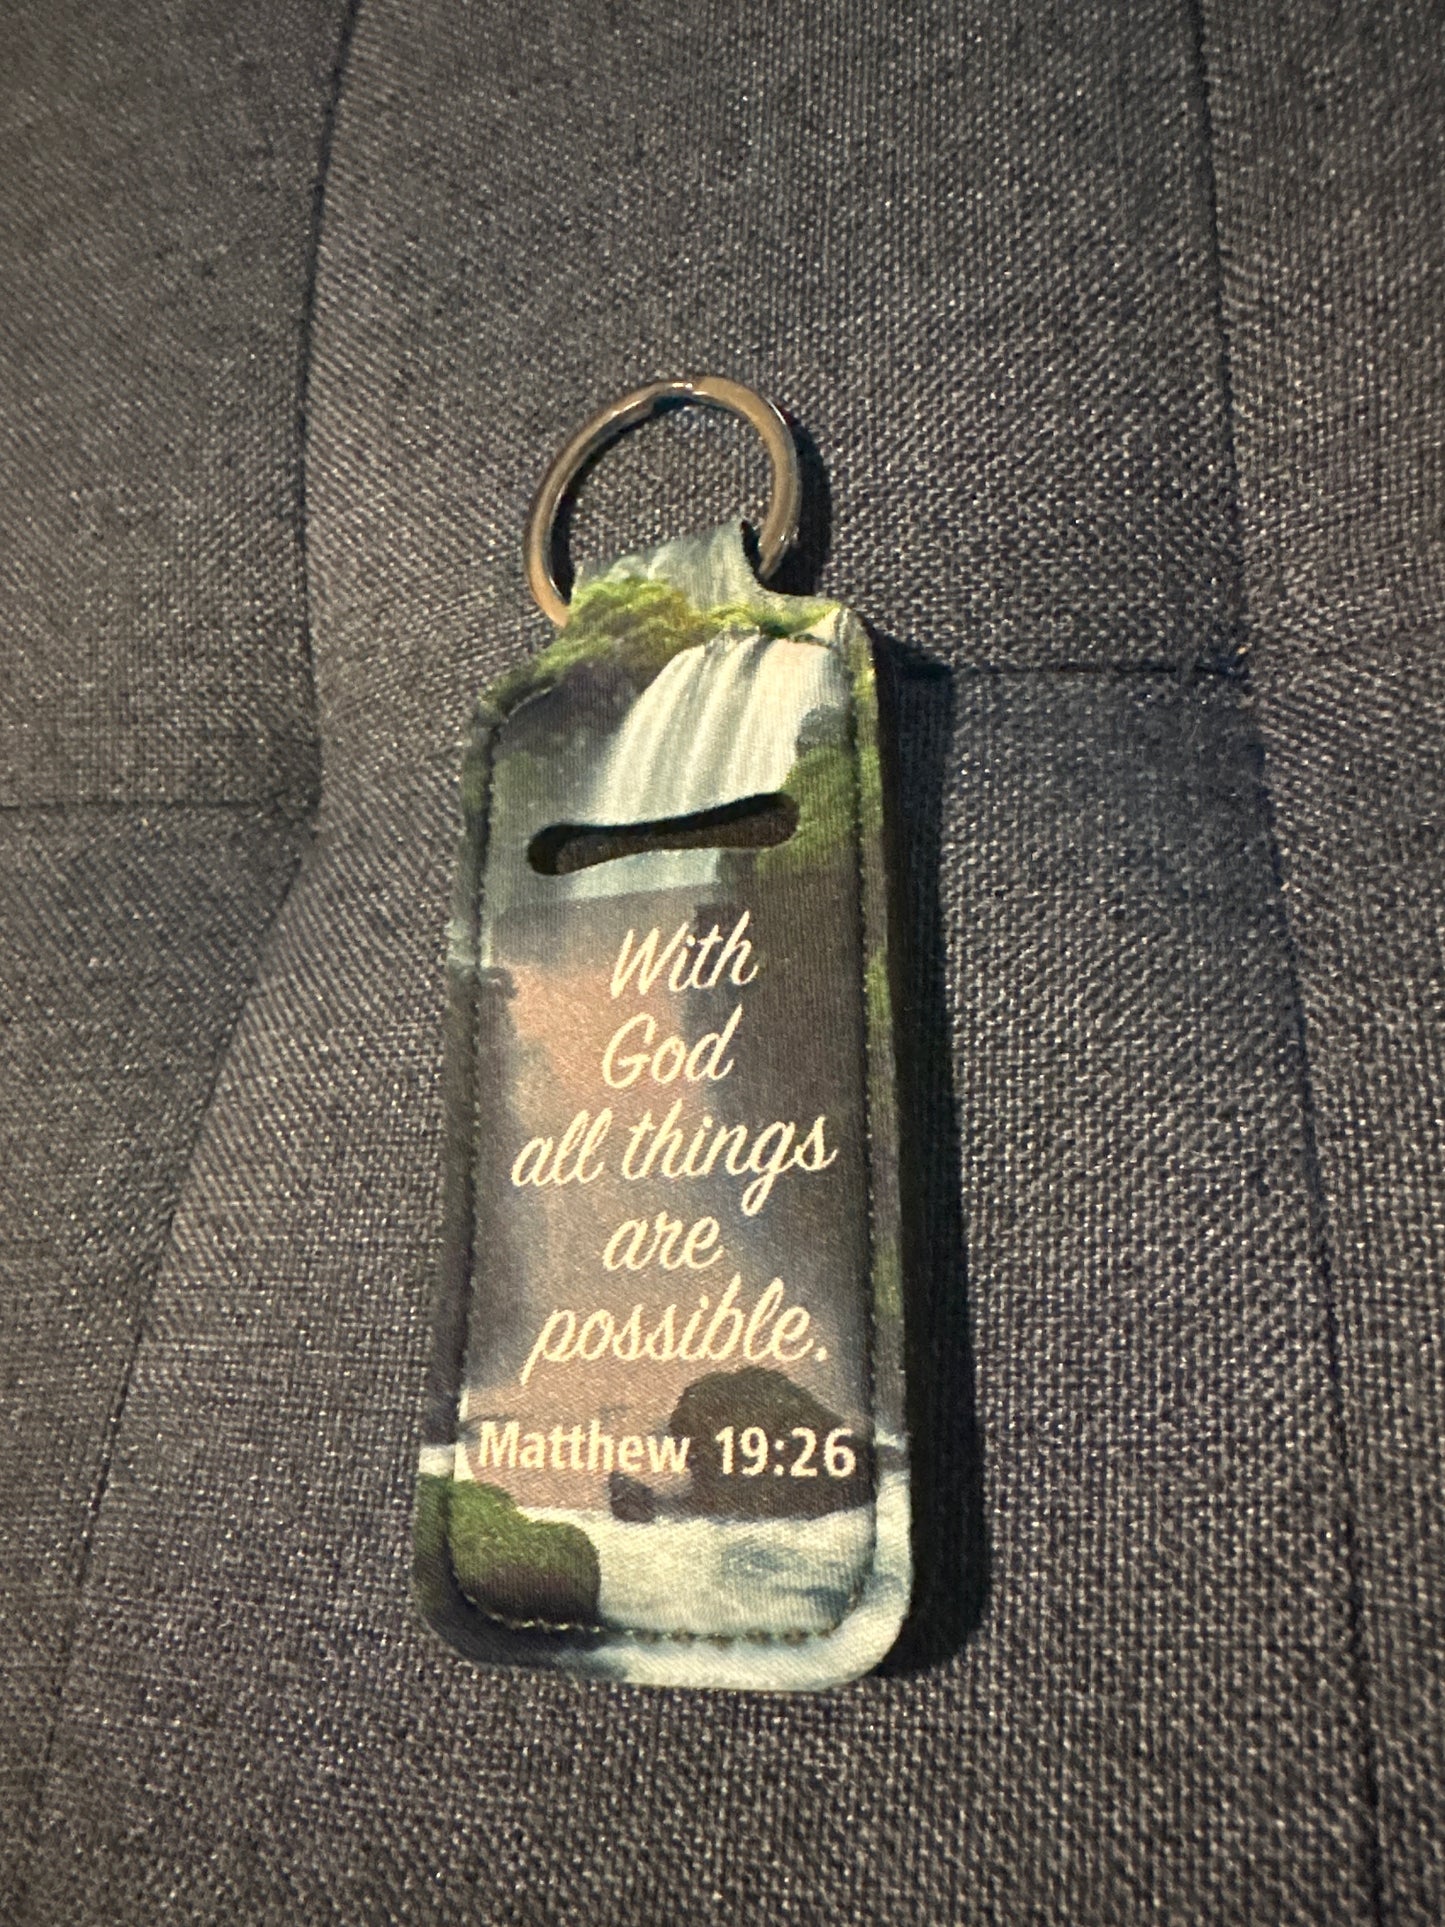 With
God
all things
are
possible.
Matthew 19:26